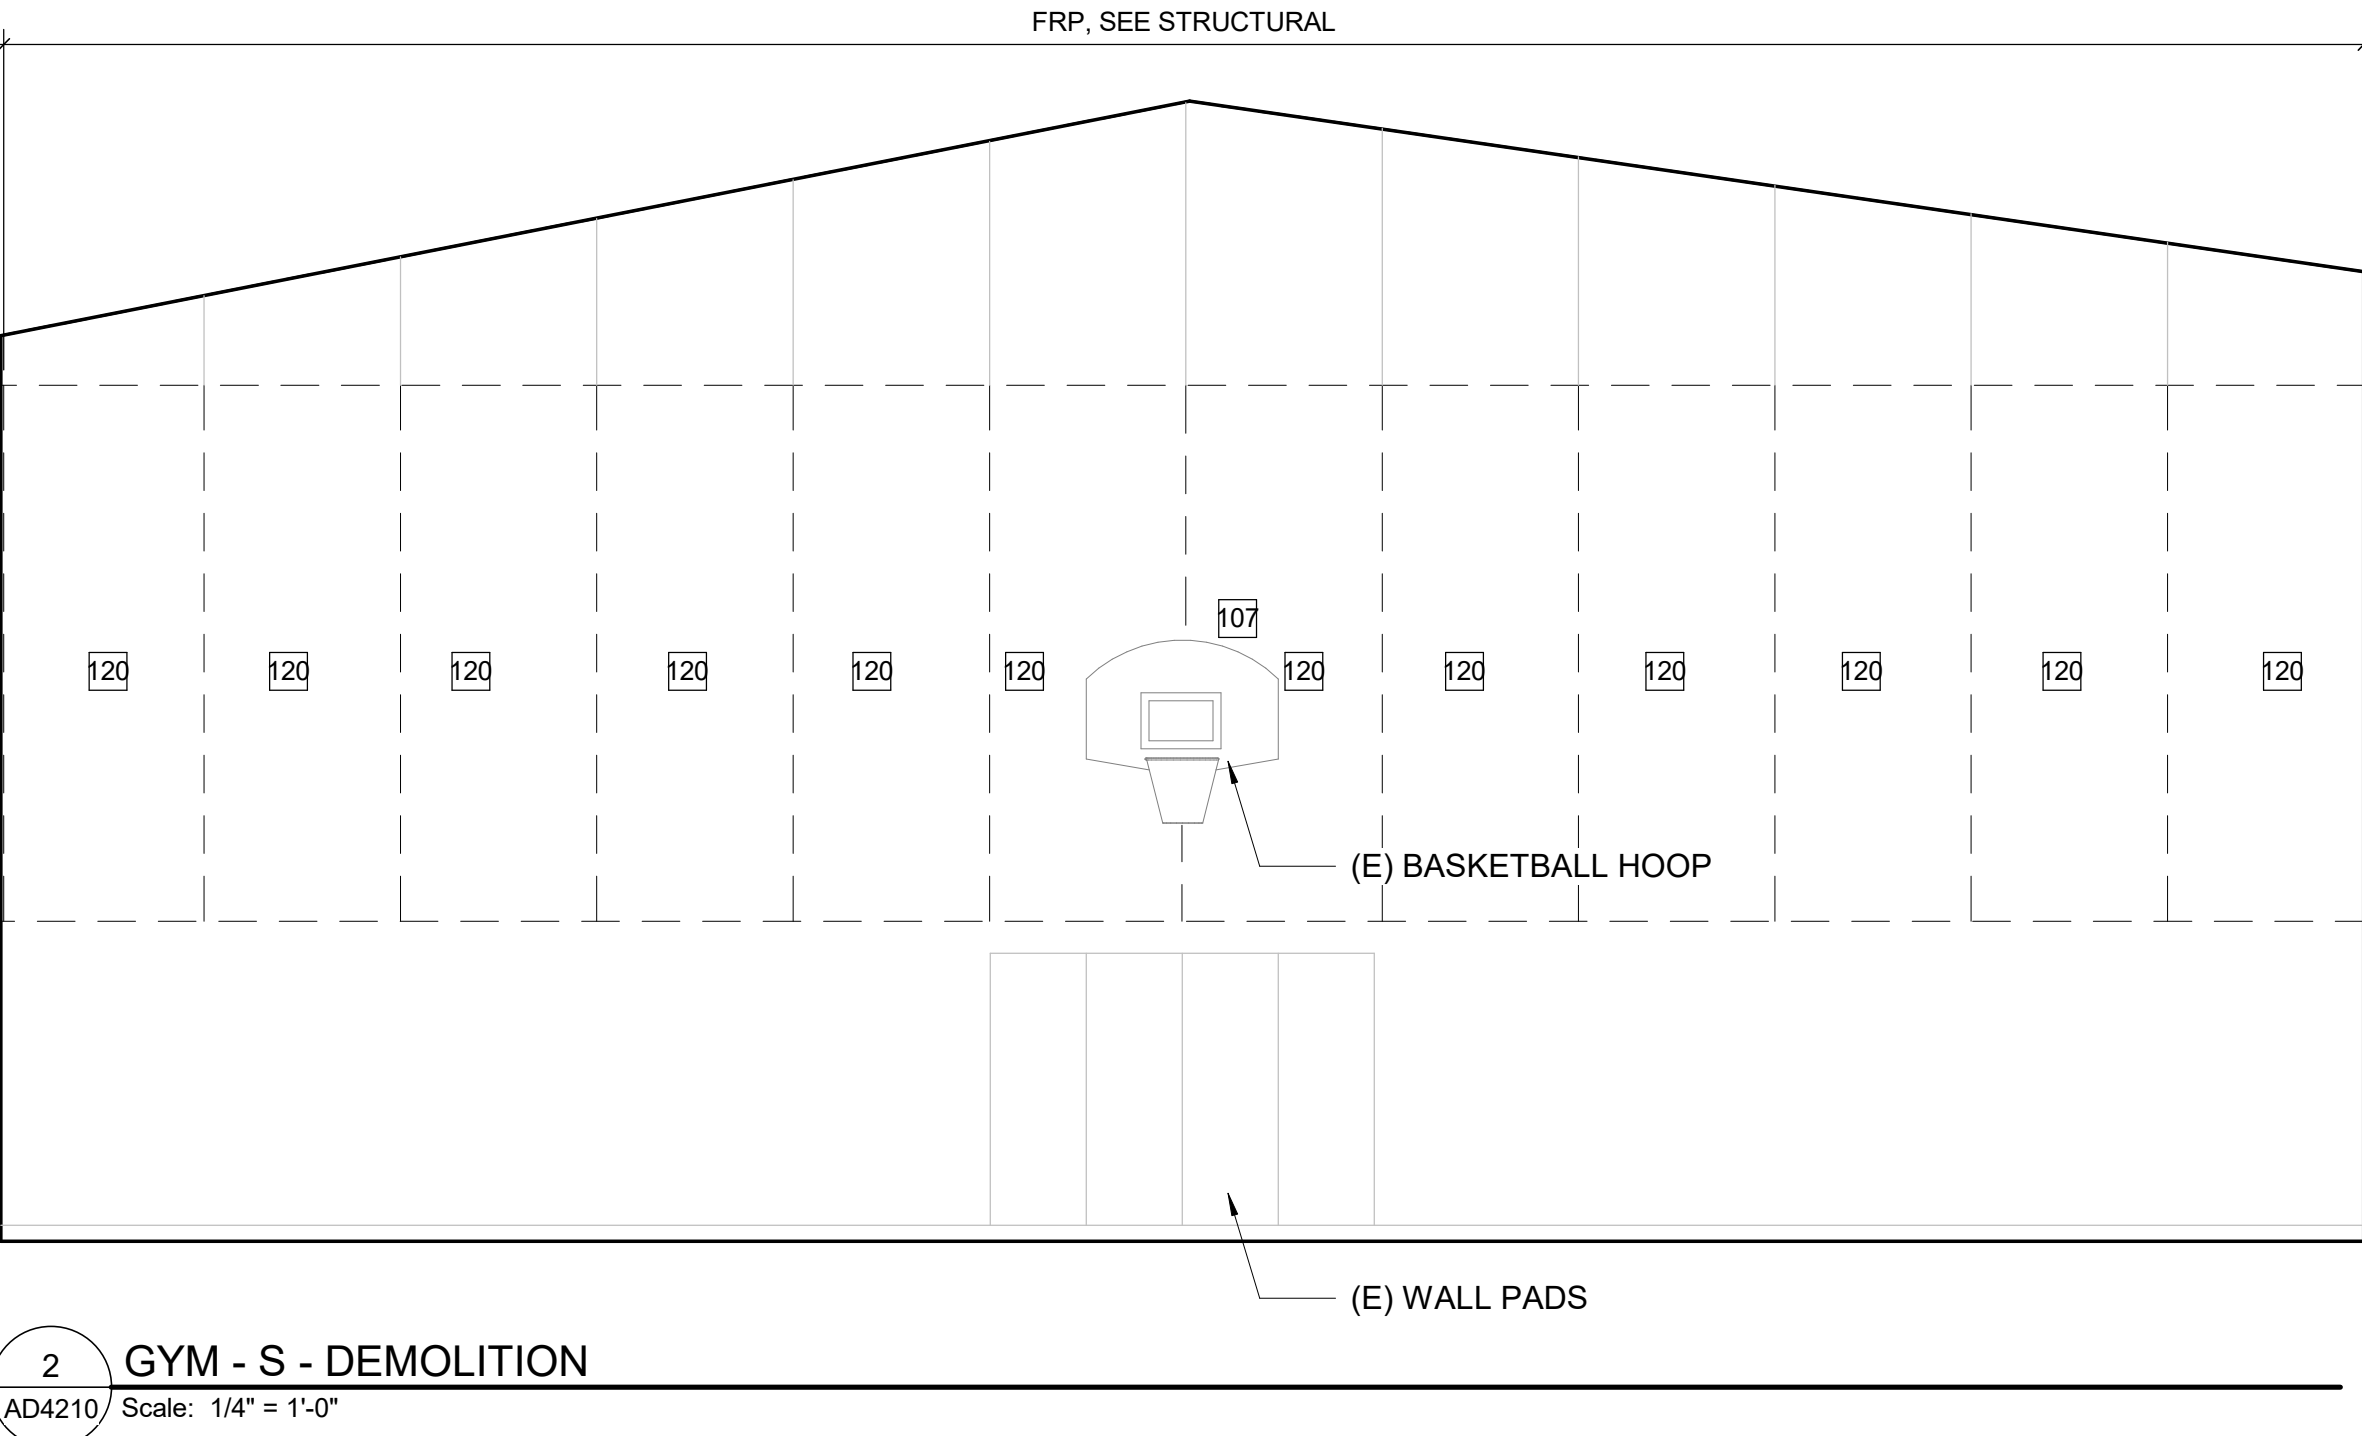 FRP, SEE STRUCTURAL
107
120 120 120 120 120 120 120 120 120 120 120 120
(E) BASKETBALL HOOP
(E) WALL PADS
2 GYM - S - DEMOLITION
AD4210 Scale: 1/4" = 1'-0"